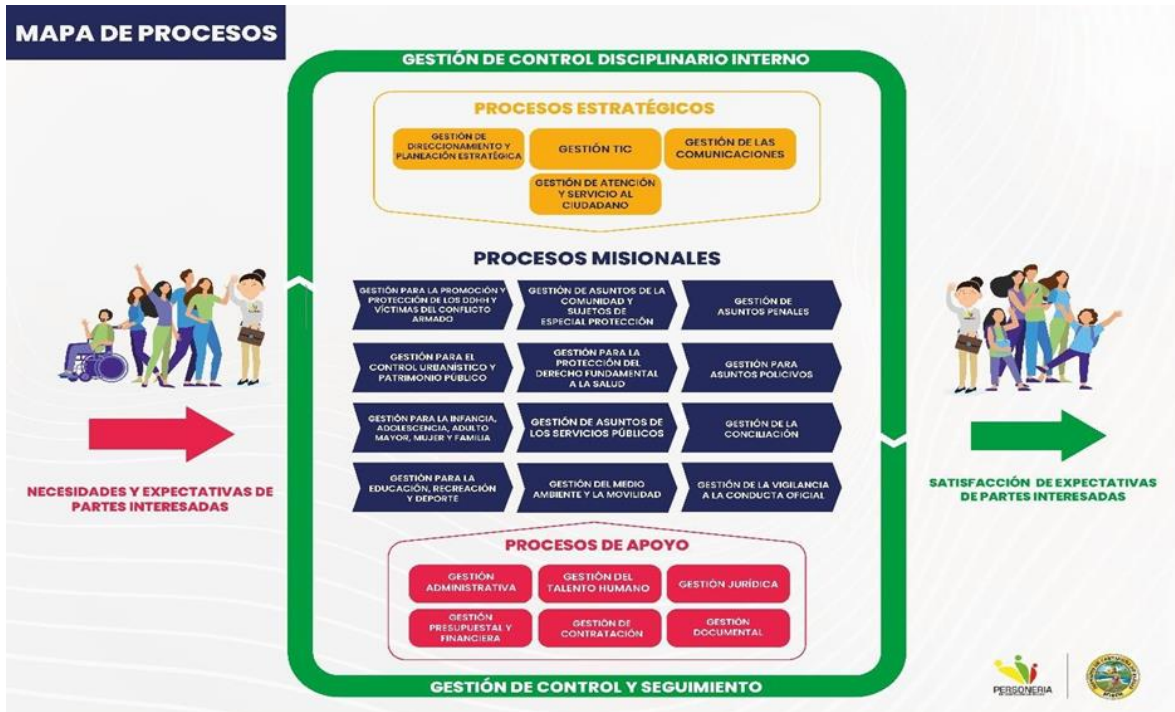 MAPA DE PROCESOS
GESTIÓN DE CONTROL DISCIPLINARIO INTERNO
PROCESOS ESTRATÉGICOS
GESTIÓN DE
DIRECCIONAMIENTO Y
PLANEACIÓN ESTRATÉGICA
GESTIÓN TIC
GESTIÓN DE LAS
COMUNICACIONES
GESTIÓN DE ATENCIÓN
Y SERVICIO AL
CIUDADANO
PROCESOS MISIONALES
GESTIÓN PARA LA PROMOCIÓN Y
PROTECCIÓN DE LOS DDHH Y
VÍCTIMAS DEL CONFLICTO
ARMADO
GESTIÓN DE ASUNTOS DE LA
COMUNIDAD Y
SUJETOS DE
ESPECIAL PROTECCIÓN
GESTIÓN DE
ASUNTOS PENALES
GESTIÓN PARA EL
CONTROL URBANÍSTICO Y
PATRIMONIO PÚBLICO
GESTIÓN PARA LA
PROTECCIÓN DEL
DERECHO FUNDAMENTAL
A LA SALUD
GESTIÓN PARA
ASUNTOS POLICIVOS
GESTIÓN PARA LA INFANCIA,
ADOLESCENCIA, ADULTO
MAYOR, MUJER Y FAMILIA
GESTIÓN DE ASUNTOS DE
LOS SERVICIOS PÚBLICOS
GESTIÓN DE LA
CONCILIACIÓN
GESTIÓN PARA LA
EDUCACIÓN, RECREACIÓN
Y DEPORTE
GESTIÓN DEL MEDIO
AMBIENTE Y LA MOVILIDAD
GESTIÓN DE LA VIGILANCIA
A LA CONDUCTA OFICIAL
NECESIDADES Y EXPECTATIVAS DE
PARTES INTERESADAS
SATISFACCIÓN DE EXPECTATIVAS
DE PARTES INTERESADAS
PROCESOS DE APOYO
GESTIÓN
ADMINISTRATIVA
GESTIÓN DEL
TALENTO HUMANO
GESTIÓN JURÍDICA
GESTIÓN
PRESUPUESTAL Y
FINANCIERA
GESTIÓN DE
CONTRATACIÓN
GESTIÓN
DOCUMENTAL
GESTIÓN DE CONTROL Y SEGUIMIENTO
PERSONERIA